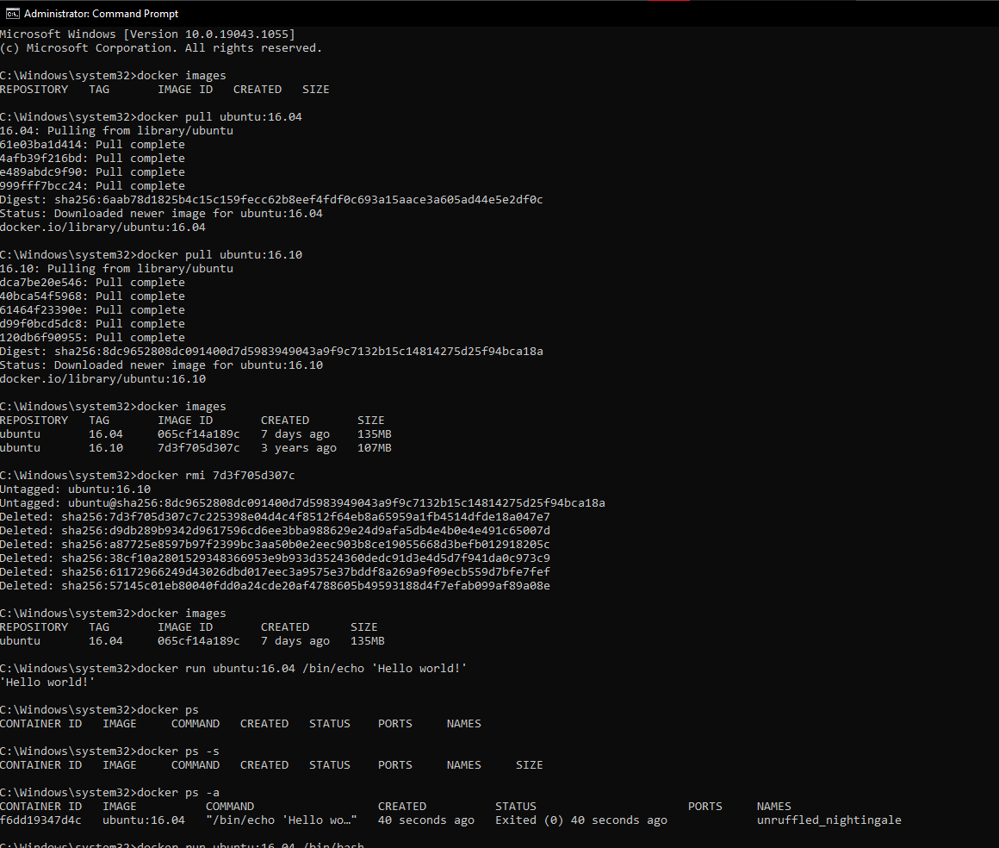 Administrator: Command Prompt
Microsoft Windows [Version 10.0.19043.1055]
(c) Microsoft Corporation. All rights reserved.
C:\Windows\system32>docker images
REPOSITORY   TAG       IMAGE ID   CREATED   SIZE
C:\Windows\system32>docker pull ubuntu:16.04
16.04: Pulling from library/ubuntu
61e03ba1d414: Pull complete
4afb39f216bd: Pull complete
e489abdc9f90: Pull complete
999fff7bcc24: Pull complete
Digest: sha256:6aab78d1825b4c15c159fecc62b8eef4fdf0c693a15aace3a605ad44e5e2df0c
Status: Downloaded newer image for ubuntu:16.04
docker.io/library/ubuntu:16.04
C:\Windows\system32>docker pull ubuntu:16.10
16.10: Pulling from library/ubuntu
dca7be20e546: Pull complete
40bca54f5968: Pull complete
61464f23390e: Pull complete
d99f0bcd5dc8: Pull complete
120db6f90955: Pull complete
Digest: sha256:8dc9652808dc091400d7d5983949043a9f9c7132b15c14814275d25f94bca18a
Status: Downloaded newer image for ubuntu:16.10
docker.io/library/ubuntu:16.10
C:\Windows\system32>docker images
REPOSITORY   TAG       IMAGE ID       CREATED       SIZE
ubuntu       16.04     065cf14a189c   7 days ago    135MB
ubuntu       16.10     7d3f705d307c   3 years ago   107MB
C:\Windows\system32>docker rmi 7d3f705d307c
Untagged: ubuntu:16.10
Untagged: ubuntu@sha256:8dc9652808dc091400d7d5983949043a9f9c7132b15c14814275d25f94bca18a
Deleted: sha256:7d3f705d307c7c225398e04d4c4f8512f64eb8a65959a1fb4514dfde18a047e7
Deleted: sha256:d9db289b9342d9617596cd6ee3bba988629e24d9afa5db4e4b0e4e491c65007d
Deleted: sha256:a87725e8597b97f2399bc3aa50b0e2eec903b8ce19055668d3befb012918205c
Deleted: sha256:38cf10a2801529348366953e9b933d3524360dedc91d3e4d5d7f941da0c973c9
Deleted: sha256:61172966249d43026dbd017eec3a9575e37bddf8a269a9f09ecb559d7bfe7fef
Deleted: sha256:57145c01eb80040fdd0a24cde20af4788605b49593188d4f7efab099af89a08e
C:\Windows\system32>docker images
REPOSITORY   TAG       IMAGE ID       CREATED      SIZE
ubuntu       16.04     065cf14a189c   7 days ago   135MB
C:\Windows\system32>docker run ubuntu:16.04 /bin/echo 'Hello world!'
'Hello world!'
C:\Windows\system32>docker ps
CONTAINER ID   IMAGE     COMMAND   CREATED   STATUS    PORTS     NAMES
C:\Windows\system32>docker ps -s
CONTAINER ID   IMAGE     COMMAND   CREATED   STATUS    PORTS     NAMES     SIZE
C:\Windows\system32>docker ps -a
CONTAINER ID   IMAGE          COMMAND                  CREATED          STATUS                      PORTS     NAMES
f6dd19347d4c   ubuntu:16.04   "/bin/echo 'Hello wo…"   40 seconds ago   Exited (0) 40 seconds ago             unruffled_nightingale
C:\Windows\system32>docker run ubuntu:16.04 /bin/bash